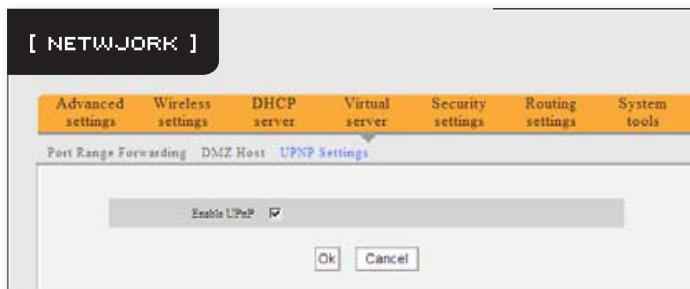 [ NETWJORK ]
Advanced settings Wireless settings DHCP server Virtual server Security settings Routing settings System tools
Port Range Forwarding DMZ Host UPNP Settings
Enable UPnP
Ok Cancel